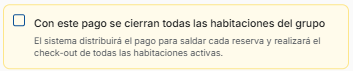 Con este pago se cierran todas las habitaciones del grupo
El sistema distribuirá el pago para saldar cada reserva y realizará el
check-out de todas las habitaciones activas.